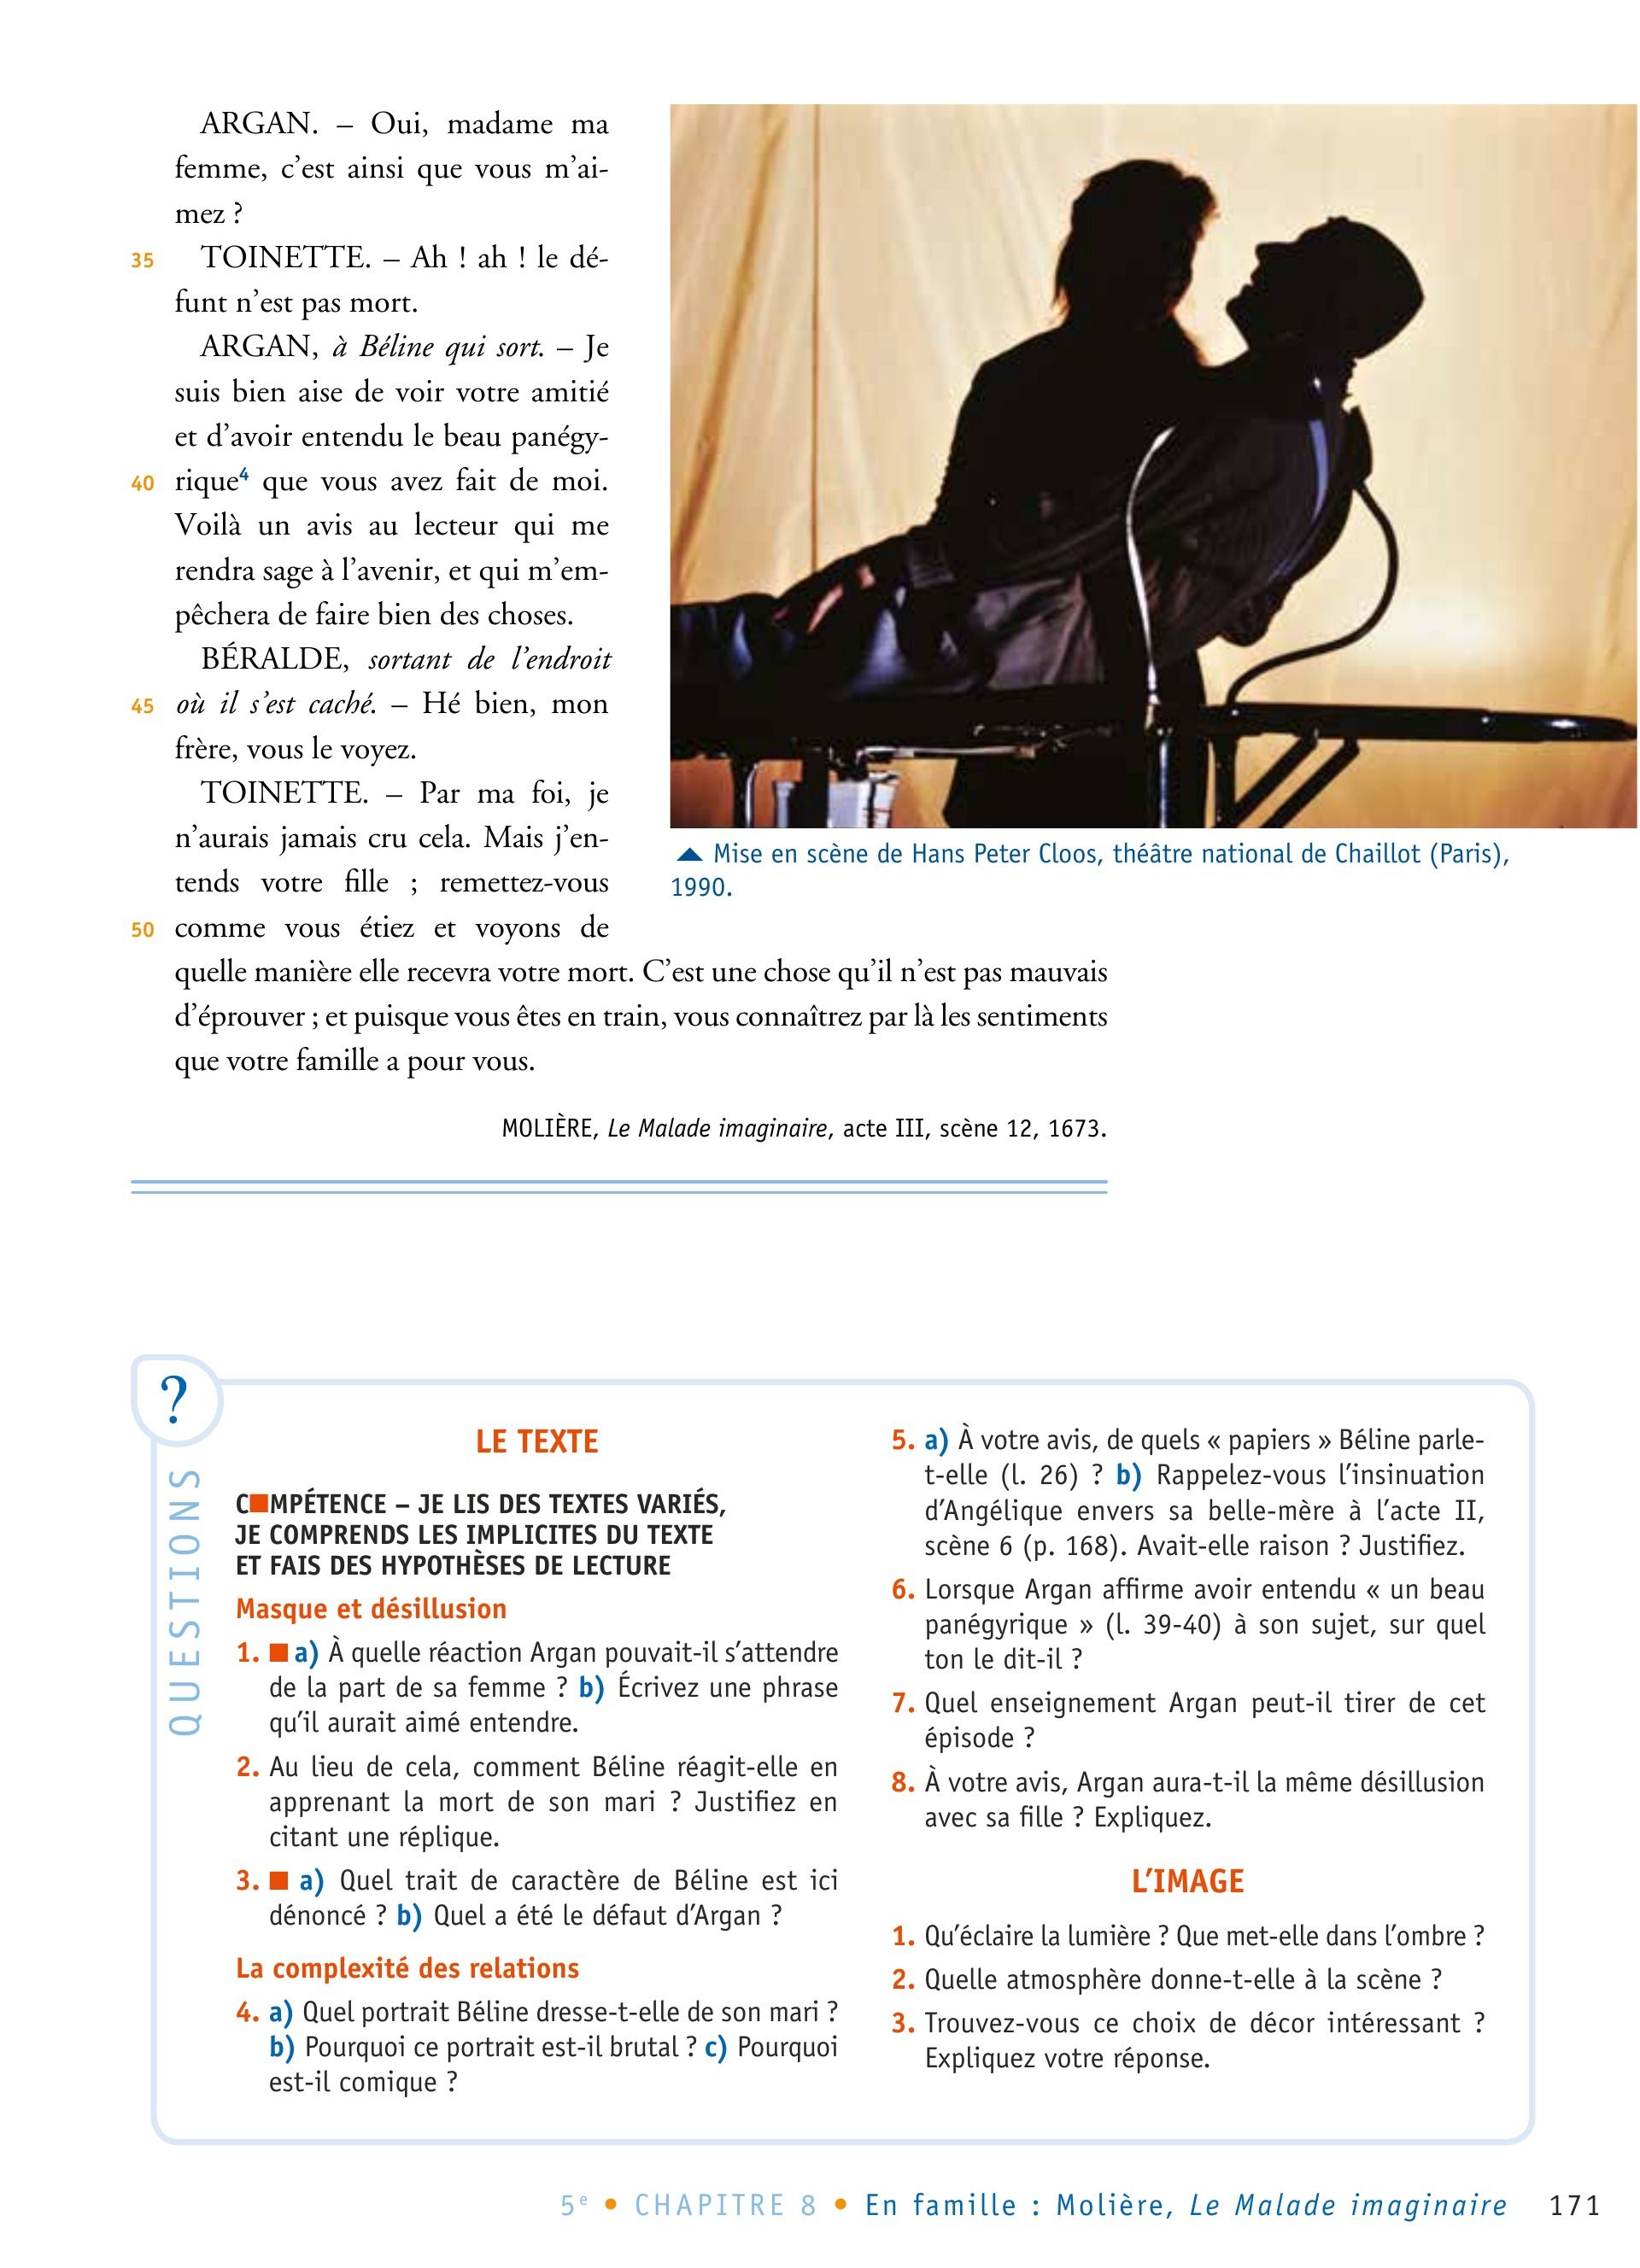 ARGAN. – Oui, madame ma
femme, c'est ainsi que vous m'ai-
mez ?
35 TOINETTE. – Ah ! ah ! le dé-
funt n'est pas mort.
ARGAN, à Béline qui sort. – Je
suis bien aise de voir votre amitié
et d'avoir entendu le beau panégy-
40 rique4 que vous avez fait de moi.
Voilà un avis au lecteur qui me
rendra sage à l'avenir, et qui m'em-
pêchera de faire bien des choses.
BÉRALDE, sortant de l'endroit
45 où il s'est caché. – Hé bien, mon
frère, vous le voyez.
TOINETTE. – Par ma foi, je
n'aurais jamais cru cela. Mais j'en-
tends votre fille ; remettez-vous
50 comme vous étiez et voyons de
quelle manière elle recevra votre mort. C'est une chose qu'il n'est pas mauvais
d'éprouver ; et puisque vous êtes en train, vous connaîtrez par là les sentiments
que votre famille a pour vous.
MOLIÈRE, Le Malade imaginaire, acte III, scène 12, 1673.
▲ Mise en scène de Hans Peter Cloos, théâtre national de Chaillot (Paris),
1990.
?
QUESTIONS
LE TEXTE
C■MPÉTENCE – JE LIS DES TEXTES VARIÉS,
JE COMPRENDS LES IMPLICITES DU TEXTE
ET FAIS DES HYPOTHÈSES DE LECTURE
Masque et désillusion
1. ■ a) À quelle réaction Argan pouvait-il s'attendre
de la part de sa femme ? b) Écrivez une phrase
qu'il aurait aimé entendre.
2. Au lieu de cela, comment Béline réagit-elle en
apprenant la mort de son mari ? Justifiez en
citant une réplique.
3. ■ a) Quel trait de caractère de Béline est ici
dénoncé ? b) Quel a été le défaut d'Argan ?
La complexité des relations
4. a) Quel portrait Béline dresse-t-elle de son mari ?
b) Pourquoi ce portrait est-il brutal ? c) Pourquoi
est-il comique ?
5. a) À votre avis, de quels « papiers » Béline parle-
t-elle (l. 26) ? b) Rappelez-vous l'insinuation
d'Angélique envers sa belle-mère à l'acte II,
scène 6 (p. 168). Avait-elle raison ? Justifiez.
6. Lorsque Argan affirme avoir entendu « un beau
panégyrique » (l. 39-40) à son sujet, sur quel
ton le dit-il ?
7. Quel enseignement Argan peut-il tirer de cet
épisode ?
8. À votre avis, Argan aura-t-il la même désillusion
avec sa fille ? Expliquez.
L'IMAGE
1. Qu'éclaire la lumière ? Que met-elle dans l'ombre ?
2. Quelle atmosphère donne-t-elle à la scène ?
3. Trouvez-vous ce choix de décor intéressant ?
Expliquez votre réponse.
5e • CHAPITRE 8 • En famille : Molière, Le Malade imaginaire 171